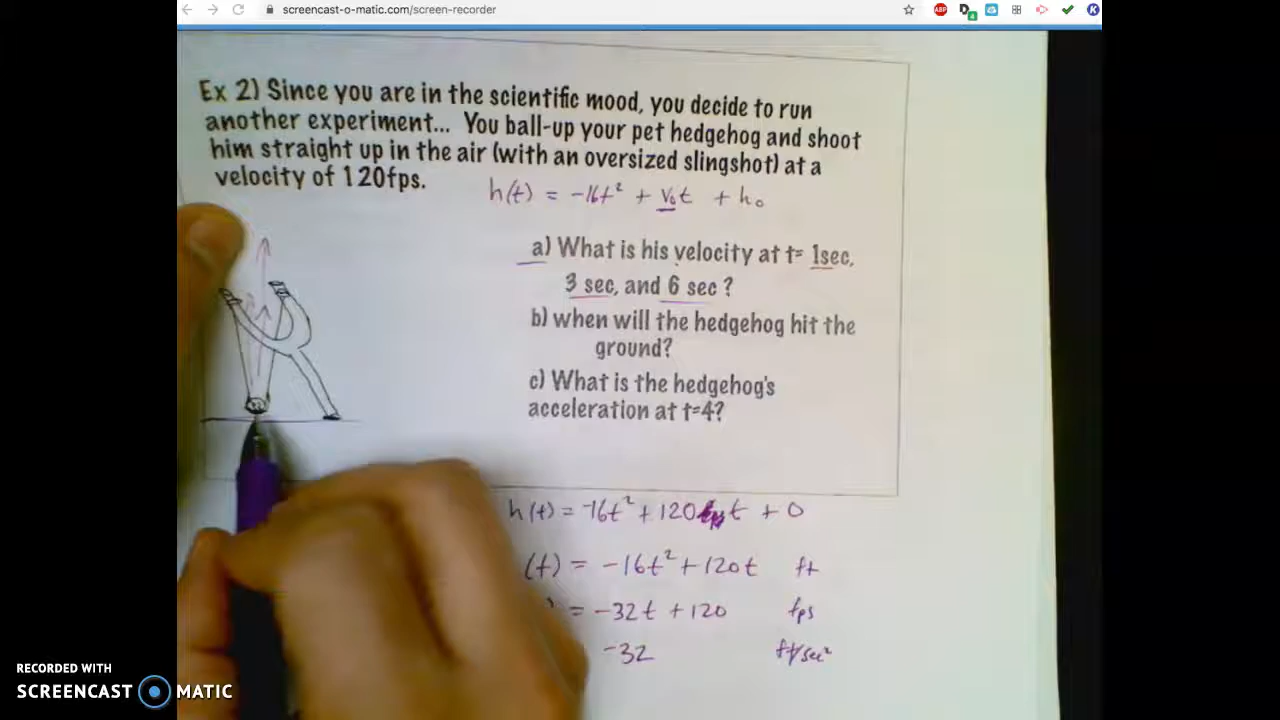 screencast-o-matic.com/screen-recorder
ABP
D
4
K
Ex 2) Since you are in the scientific mood, you decide to run
another experiment... You ball-up your pet hedgehog and shoot
him straight up in the air (with an oversized slingshot) at a
velocity of 120fps.
h(t) = -16t² + v₀t + h₀
a) What is his velocity at t= 1sec,
3 sec, and 6 sec ?
b) when will the hedgehog hit the
ground?
c) What is the hedgehog's
acceleration at t=4?
h(t) = -16t² + 120 t + 0
(t) = -16t² + 120t ft
= -32t + 120 fps
-32 ft/sec²
RECORDED WITH
SCREENCAST MATIC